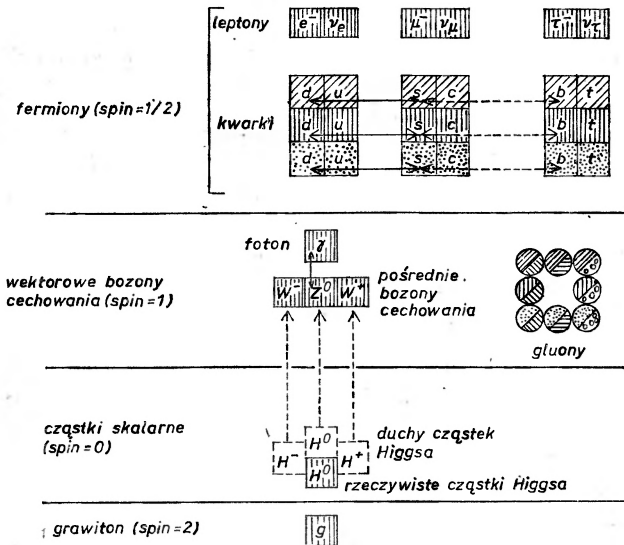 leptony
e⁻ νₑ μ⁻ ν_μ τ⁻ ν_τ
fermiony (spin=1/2)
kwarki
d u s c b t
d u s c b t
d u s c b t
foton γ
wektorowe bozony
cechowania (spin=1)
W⁻ Z⁰ W⁺
pośrednie
bozony
cechowania
gluony
cząstki skalarne
(spin=0)
H⁰
H⁻ H⁺
H⁰
duchy cząstek
Higgsa
rzeczywiste cząstki Higgsa
grawiton (spin=2)
g